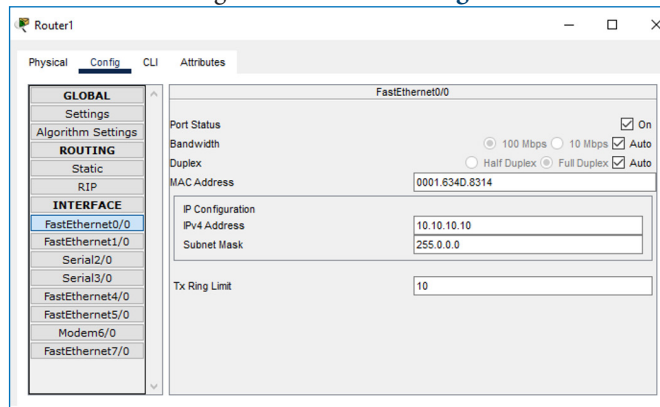 Router1
Physical Config CLI Attributes
GLOBAL
Settings
Algorithm Settings
ROUTING
Static
RIP
INTERFACE
FastEthernet0/0
FastEthernet1/0
Serial2/0
Serial3/0
FastEthernet4/0
FastEthernet5/0
Modem6/0
FastEthernet7/0
FastEthernet0/0
Port Status On
Bandwidth 100 Mbps 10 Mbps Auto
Duplex Half Duplex Full Duplex Auto
MAC Address 0001.634D.8314
IP Configuration
IPv4 Address 10.10.10.10
Subnet Mask 255.0.0.0
Tx Ring Limit 10